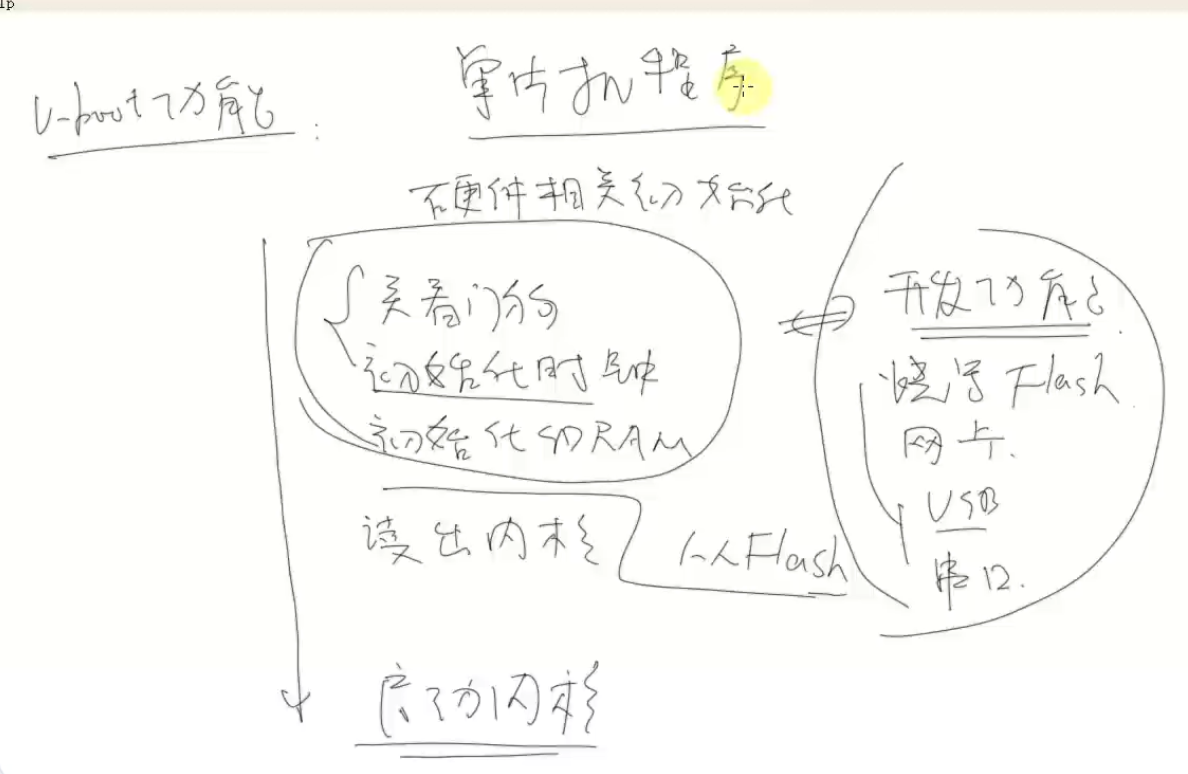 lp
单片机程序
u-boot功能:
硬件相关初始化
关看门狗
初始化时钟
初始化SDRAM
读出内核
从Flash
启动内核
开发功能.
烧写Flash.
网卡.
USB
串口.